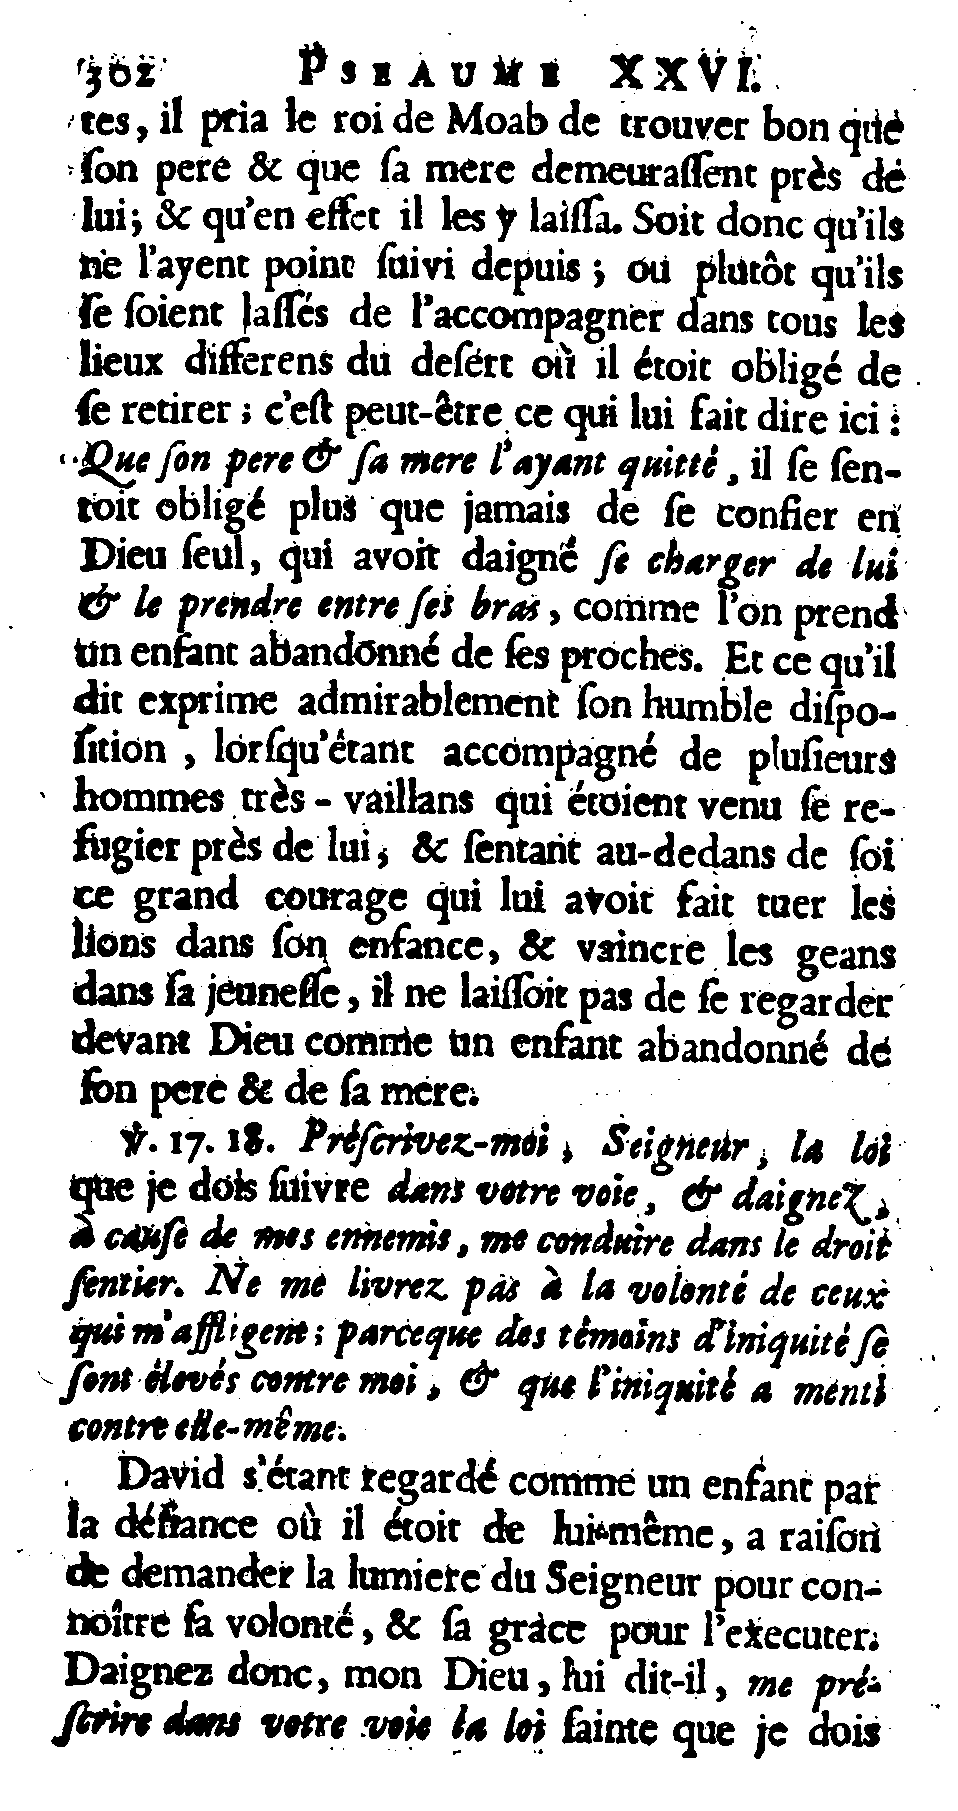 302 PSEAUME XXVI.
tes, il pria le roi de Moab de trouver bon que
ſon pere & que ſa mere demeuraſſent près de
lui; & qu'en effet il les y laiſſa. Soit donc qu'ils
ne l'ayent point ſuivi depuis; ou plutôt qu'ils
ſe ſoient laſſés de l'accompagner dans tous les
lieux differens du deſert où il étoit obligé de
ſe retirer; c'eſt peut-être ce qui lui fait dire ici:
Que ſon pere & ſa mere l'ayant quitté, il ſe ſen-
toit obligé plus que jamais de ſe confier en
Dieu ſeul, qui avoit daigné ſe charger de lui
& le prendre entre ſes bras, comme l'on prend
un enfant abandonné de ſes proches. Et ce qu'il
dit exprime admirablement ſon humble diſpo-
ſition, lorſqu'étant accompagné de pluſieurs
hommes très-vaillans qui étoient venu ſe re-
fugier près de lui, & ſentant au-dedans de ſoi
ce grand courage qui lui avoit fait tuer les
lions dans ſon enfance, & vaincre les geans
dans ſa jeuneſſe, il ne laiſſoit pas de ſe regarder
devant Dieu comme un enfant abandonné de
ſon pere & de ſa mere.
℣. 17. 18. Préſcrivez-moi, Seigneur, la loi
que je dois ſuivre dans votre voie, & daignez,
à cauſe de mes ennemis, me conduire dans le droit
ſentier. Ne me livrez pas à la volonté de ceux
qui m'affligent; parceque des témoins d'iniquité ſe
ſont élevés contre moi, & que l'iniquité a menti
contre elle-même.
David s'étant regardé comme un enfant par
la défiance où il étoit de lui-même, a raiſon
de demander la lumiere du Seigneur pour con-
noître ſa volonté, & ſa grace pour l'executer.
Daignez donc, mon Dieu, lui dit-il, me pré-
ſcrire dans votre voie la loi ſainte que je dois